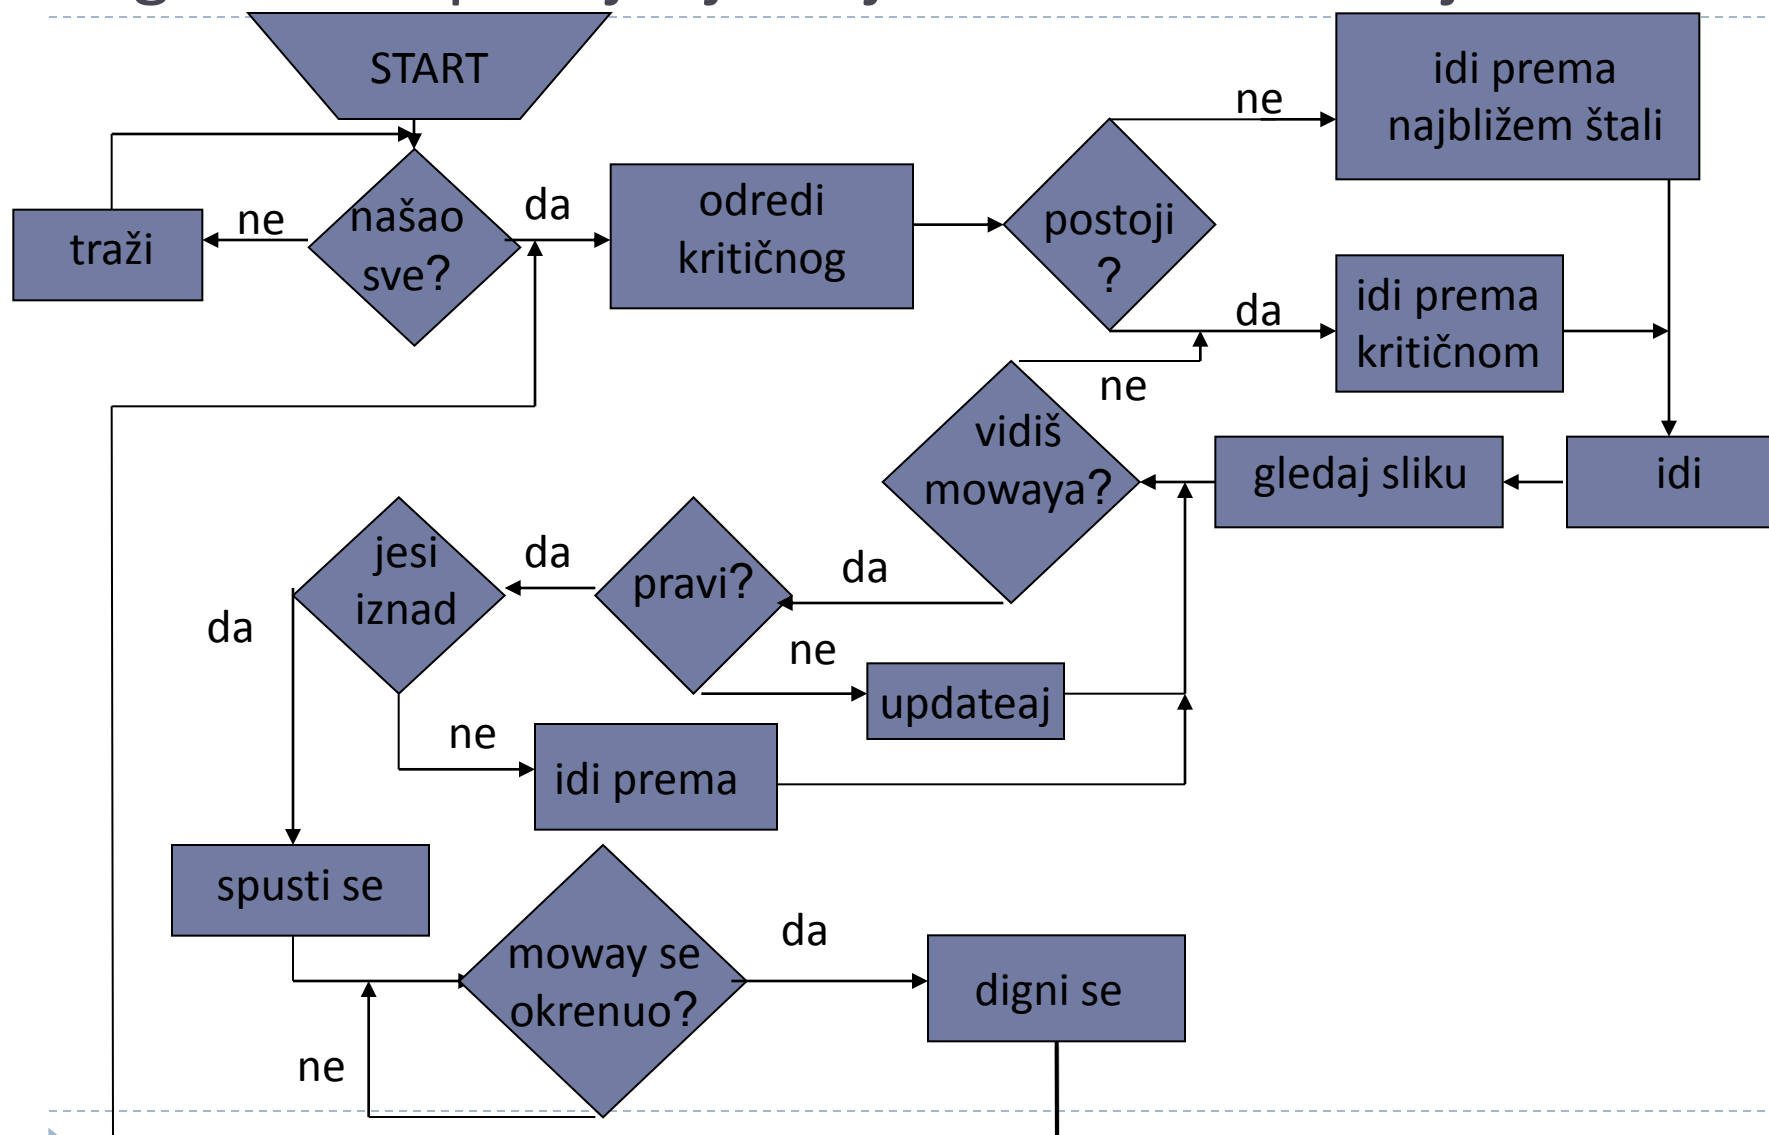 START
ne
idi prema
najbližem štali
našao
sve?
da
odredi
kritičnog
postoji
?
ne
traži
da
idi prema
kritičnom
ne
vidiš
mowaya?
gledaj sliku
idi
jesi
iznad
da
pravi?
da
da
ne
updateaj
ne
idi prema
spusti se
moway se
okrenuo?
da
digni se
ne